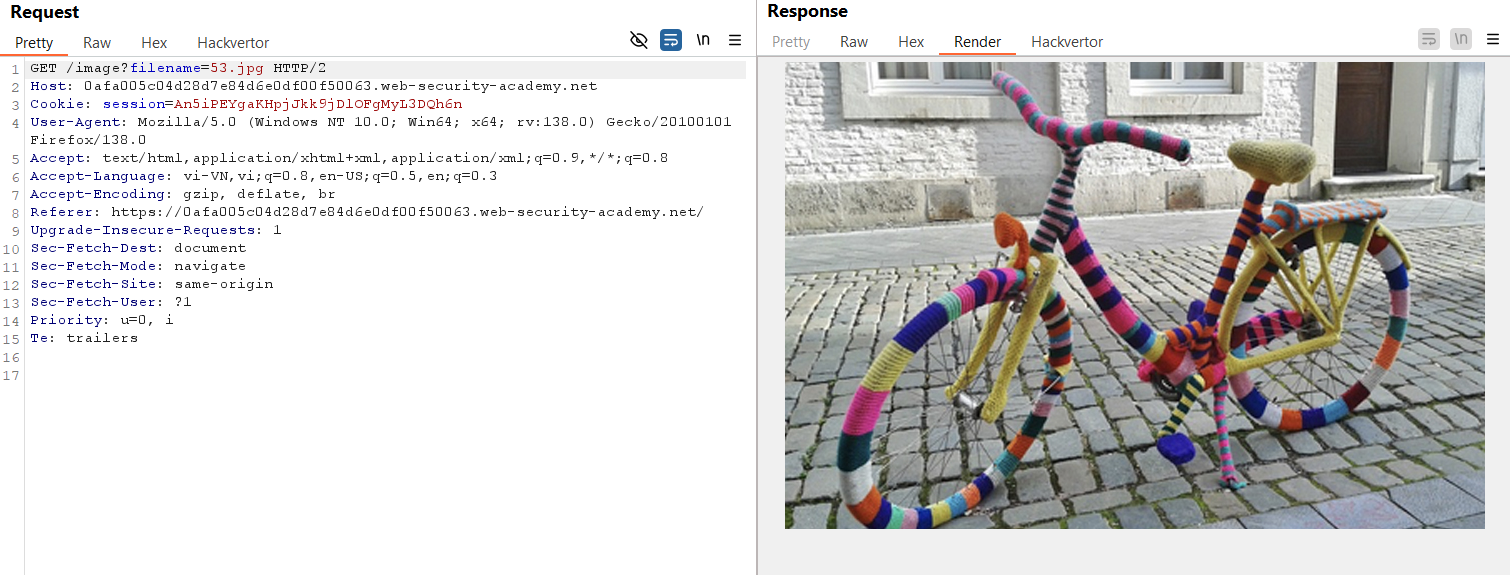 Request
Pretty Raw Hex Hackvertor \n
1 GET /image?filename=53.jpg HTTP/2
2 Host: 0afa005c04d28d7e84d6e0df00f50063.web-security-academy.net
3 Cookie: session=An5iPEYgaKHpjJkk9jDlOFgMyL3DQh6n
4 User-Agent: Mozilla/5.0 (Windows NT 10.0; Win64; x64; rv:138.0) Gecko/20100101
Firefox/138.0
5 Accept: text/html,application/xhtml+xml,application/xml;q=0.9,*/*;q=0.8
6 Accept-Language: vi-VN,vi;q=0.8,en-US;q=0.5,en;q=0.3
7 Accept-Encoding: gzip, deflate, br
8 Referer: https://0afa005c04d28d7e84d6e0df00f50063.web-security-academy.net/
9 Upgrade-Insecure-Requests: 1
10 Sec-Fetch-Dest: document
11 Sec-Fetch-Mode: navigate
12 Sec-Fetch-Site: same-origin
13 Sec-Fetch-User: ?1
14 Priority: u=0, i
15 Te: trailers
16
17
Response
Pretty Raw Hex Render Hackvertor \n